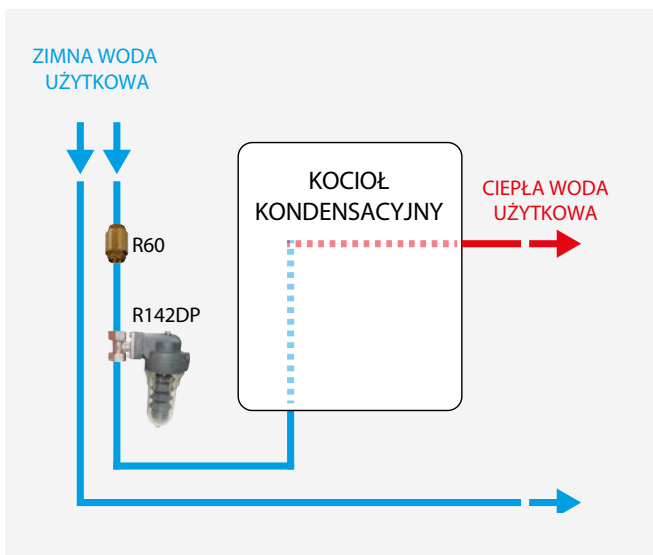 ZIMNA WODA
UŻYTKOWA
KOCIOŁ
KONDENSACYJNY
CIEPŁA WODA
UŻYTKOWA
R60
R142DP